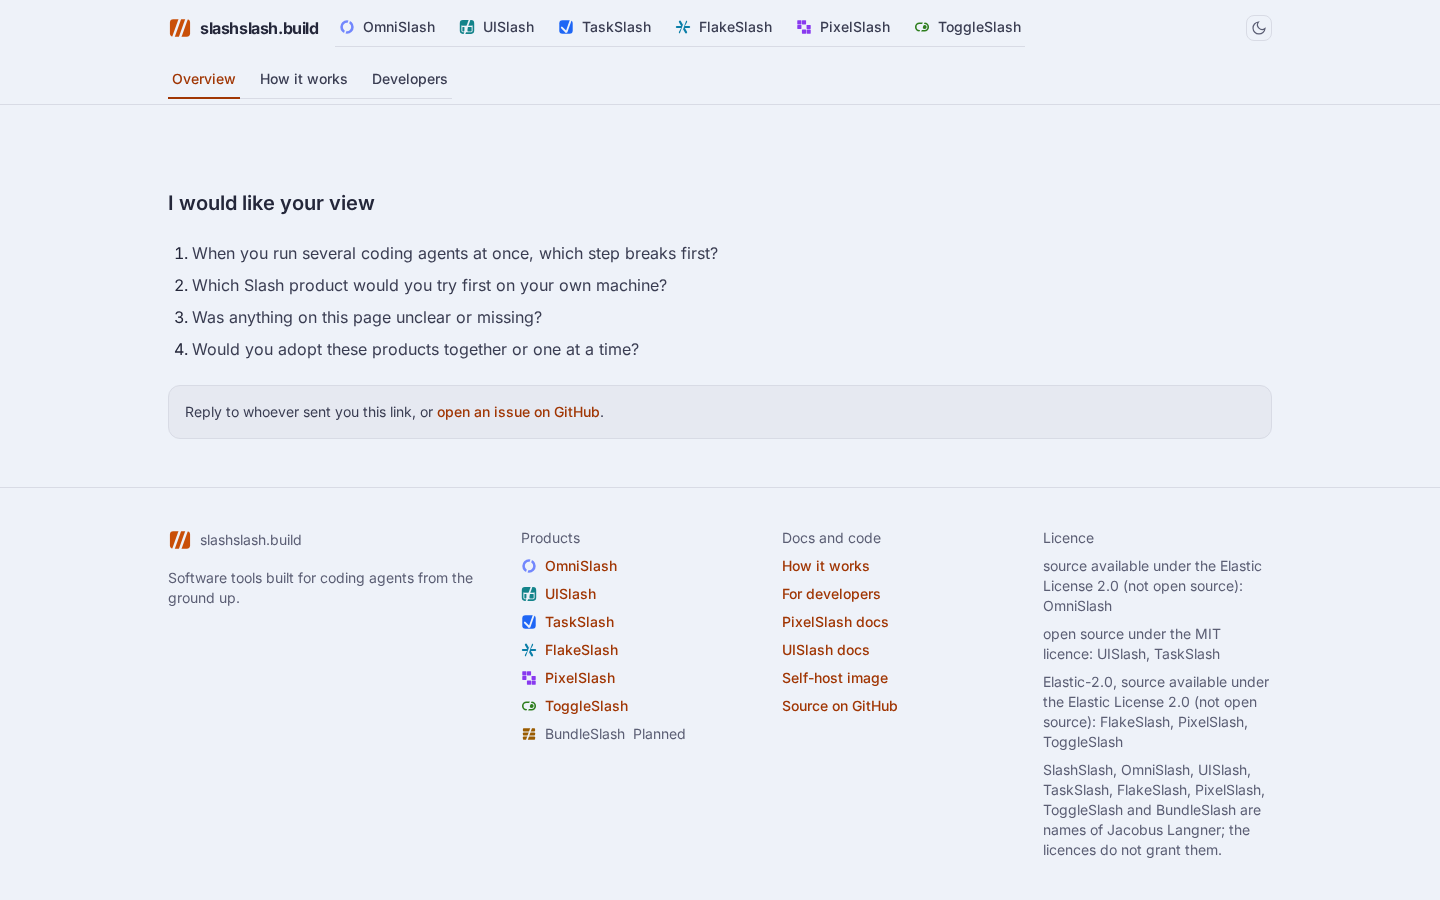 slashslash.build OmniSlash UISlash TaskSlash FlakeSlash PixelSlash ToggleSlash
Overview How it works Developers
I would like your view
1. When you run several coding agents at once, which step breaks first?
2. Which Slash product would you try first on your own machine?
3. Was anything on this page unclear or missing?
4. Would you adopt these products together or one at a time?
Reply to whoever sent you this link, or open an issue on GitHub.
slashslash.build
Software tools built for coding agents from the
ground up.
Products
OmniSlash
UISlash
TaskSlash
FlakeSlash
PixelSlash
ToggleSlash
BundleSlash Planned
Docs and code
How it works
For developers
PixelSlash docs
UISlash docs
Self-host image
Source on GitHub
Licence
source available under the Elastic
License 2.0 (not open source):
OmniSlash
open source under the MIT
licence: UISlash, TaskSlash
Elastic-2.0, source available under
the Elastic License 2.0 (not open
source): FlakeSlash, PixelSlash,
ToggleSlash
SlashSlash, OmniSlash, UISlash,
TaskSlash, FlakeSlash, PixelSlash,
ToggleSlash and BundleSlash are
names of Jacobus Langner; the
licences do not grant them.